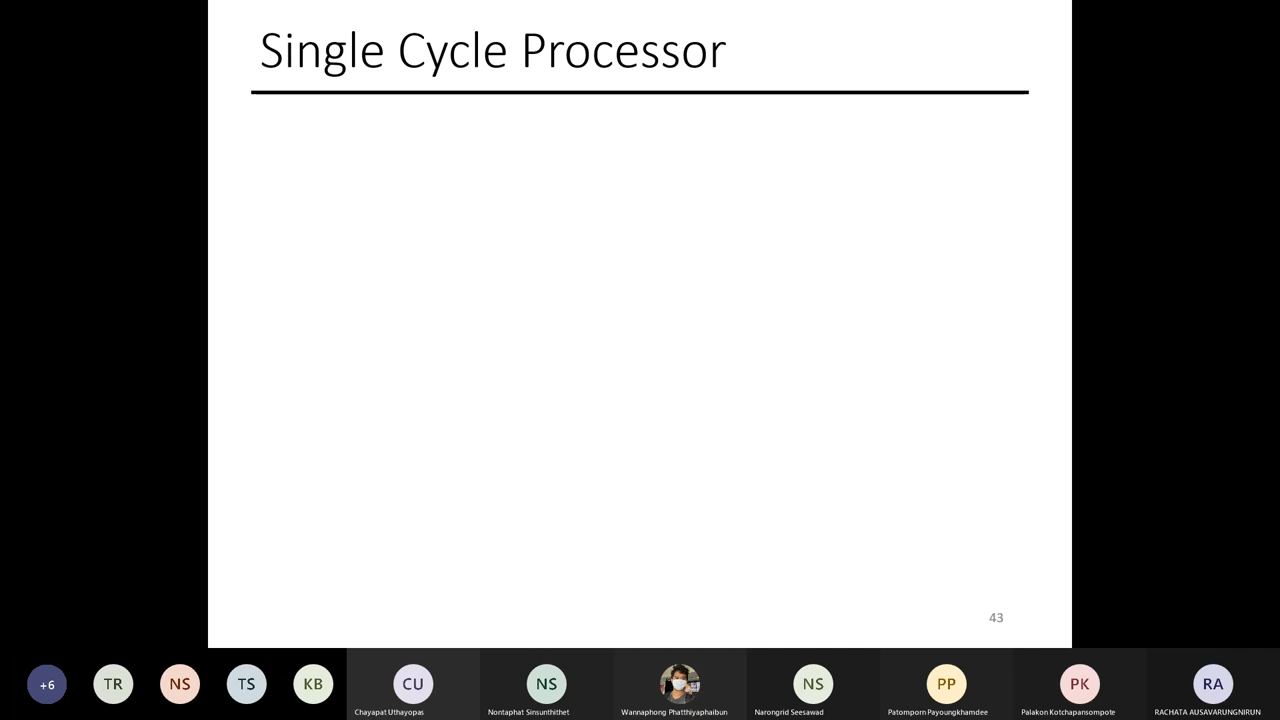 Single Cycle Processor
43
+6
TR
NS
TS
KB
CU
NS
NS
PP
PK
RA
Chayapat Uthayopas
Nontaphat Sinsunthithet
Wannaphong Phatthiyaphaibun
Narongrid Seesawad
Patomporn Payoungkhamdee
Palakon Kotchapansompote
RACHATA AUSAVARUNGNIRUN